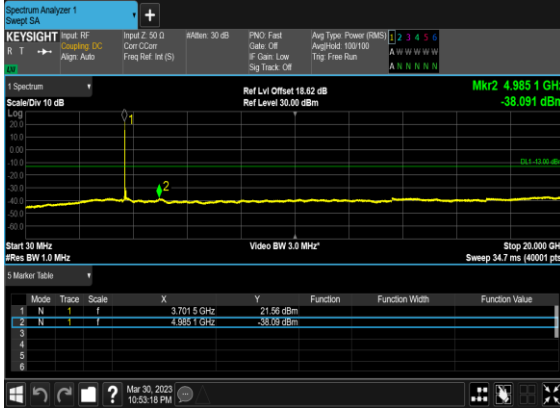 Spectrum Analyzer 1
Swept SA
KEYSIGHT Input: RF Input Z: 50 Ω #Atten: 30 dB PNO: Fast Avg Type: Power (RMS) 1 2 3 4 5 6
R T Coupling: DC Corr CCorr Gate: Off Avg|Hold: 100/100 A W W W W W
Align: Auto Freq Ref: Int (S) IF Gain: Low Trig: Free Run
Sig Track: Off A N N N N N
1 Spectrum Ref Lvl Offset 18.62 dB Mkr2 4.985 1 GHz
Scale/Div 10 dB Ref Level 30.00 dBm -38.091 dBm
Log
20.0
10.0
0.00
-10.0
-20.0
-30.0
-40.0
-50.0
-60.0
1
2
DL1 -13.00 dBm
Start 30 MHz Video BW 3.0 MHz* Stop 20.000 GH
#Res BW 1.0 MHz Sweep 34.7 ms (40001 pts
5 Marker Table
Mode Trace Scale X Y Function Function Width Function Value
1 N 1 f 3.701 5 GHz 21.56 dBm
2 N 1 f 4.985 1 GHz -38.09 dBm
3
4
5
6
? Mar 30, 2023
10:53:18 PM